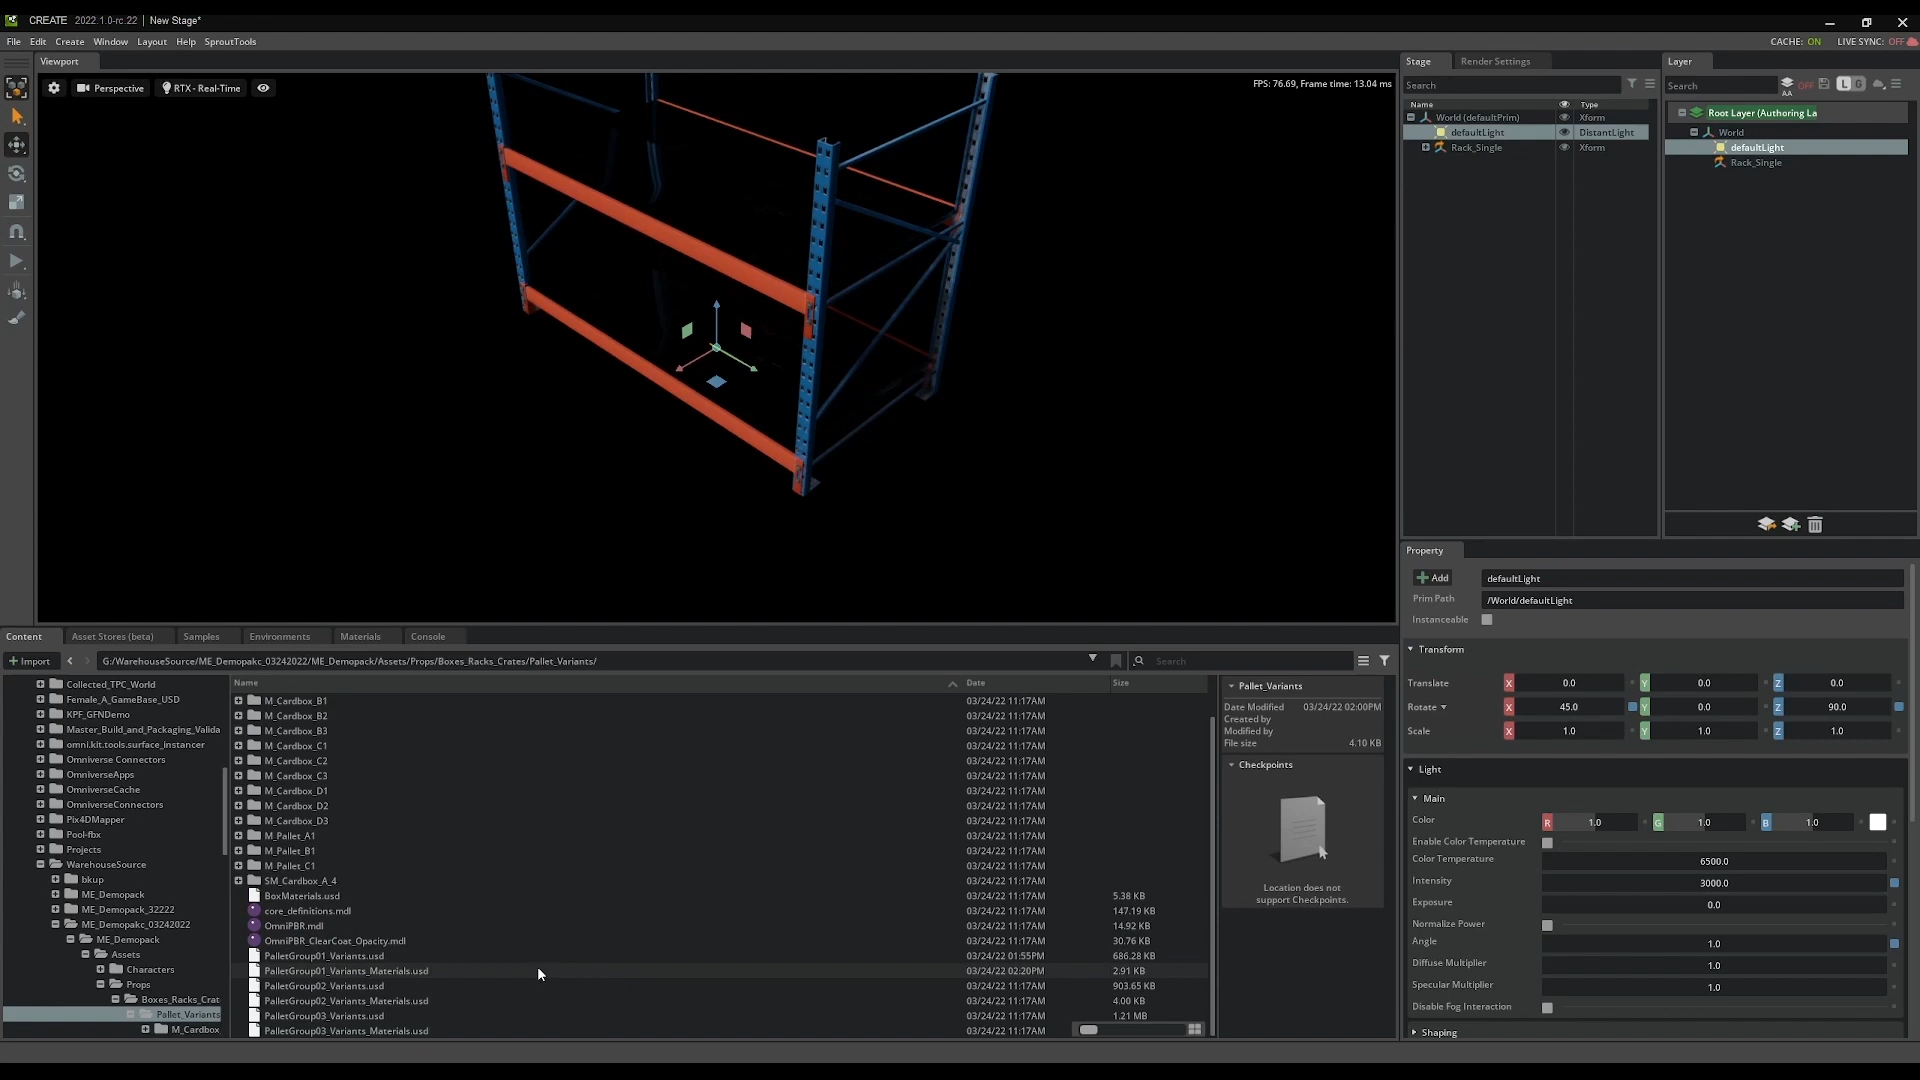 CREATE 2022.1.0-rc.22 | New Stage*
File Edit Create Window Layout Help SproutTools
CACHE: ON LIVE SYNC: OFF
Viewport
Perspective RTX - Real-Time
FPS: 76.69, Frame time: 13.04 ms
Stage Render Settings
Search
Name Type
World (defaultPrim) Xform
defaultLight DistantLight
Rack_Single Xform
Layer
Search AA OFF L G
Root Layer (Authoring La
World
defaultLight
Rack_Single
Property
Add defaultLight
Prim Path /World/defaultLight
Instanceable
Transform
Translate X 0.0 Y 0.0 Z 0.0
Rotate X 45.0 Y 0.0 Z 90.0
Scale X 1.0 Y 1.0 Z 1.0
Light
Main
Color R 1.0 G 1.0 B 1.0
Enable Color Temperature
Color Temperature 6500.0
Intensity 3000.0
Exposure 0.0
Normalize Power
Angle 1.0
Diffuse Multiplier 1.0
Specular Multiplier 1.0
Disable Fog Interaction
Shaping
Content Asset Stores (beta) Samples Environments Materials Console
+ Import G:/WarehouseSource/ME_Demopakc_03242022/ME_Demopack/Assets/Props/Boxes_Racks_Crates/Pallet_Variants/ Search
Collected_TPC_World
Female_A_GameBase_USD
KPF_GFNDemo
Master_Build_and_Packaging_Valida
omni.kit.tools.surface_instancer
Omniverse Connectors
OmniverseApps
OmniverseCache
OmniverseConnectors
Pix4DMapper
Pool-fbx
Projects
WarehouseSource
bkup
ME_Demopack
ME_Demopack_32222
ME_Demopakc_03242022
ME_Demopack
Assets
Characters
Props
Boxes_Racks_Crat
Pallet_Variants
M_Cardbox
Name Date Size
M_Cardbox_B1 03/24/22 11:17AM
M_Cardbox_B2 03/24/22 11:17AM
M_Cardbox_B3 03/24/22 11:17AM
M_Cardbox_C1 03/24/22 11:17AM
M_Cardbox_C2 03/24/22 11:17AM
M_Cardbox_C3 03/24/22 11:17AM
M_Cardbox_D1 03/24/22 11:17AM
M_Cardbox_D2 03/24/22 11:17AM
M_Cardbox_D3 03/24/22 11:17AM
M_Pallet_A1 03/24/22 11:17AM
M_Pallet_B1 03/24/22 11:17AM
M_Pallet_C1 03/24/22 11:17AM
SM_Cardbox_A_4 03/24/22 11:17AM
BoxMaterials.usd 03/24/22 11:17AM 5.38 KB
core_definitions.mdl 03/24/22 11:17AM 147.19 KB
OmniPBR.mdl 03/24/22 11:17AM 14.92 KB
OmniPBR_ClearCoat_Opacity.mdl 03/24/22 11:17AM 30.76 KB
PalletGroup01_Variants.usd 03/24/22 01:55PM 686.28 KB
PalletGroup01_Variants_Materials.usd 03/24/22 02:20PM 2.91 KB
PalletGroup02_Variants.usd 03/24/22 11:17AM 903.65 KB
PalletGroup02_Variants_Materials.usd 03/24/22 11:17AM 4.00 KB
PalletGroup03_Variants.usd 03/24/22 11:17AM 1.21 MB
PalletGroup03_Variants_Materials.usd 03/24/22 11:17AM
Pallet_Variants
Date Modified 03/24/22 02:00PM
Created by
Modified by
File size 4.10 KB
Checkpoints
Location does not
support Checkpoints.